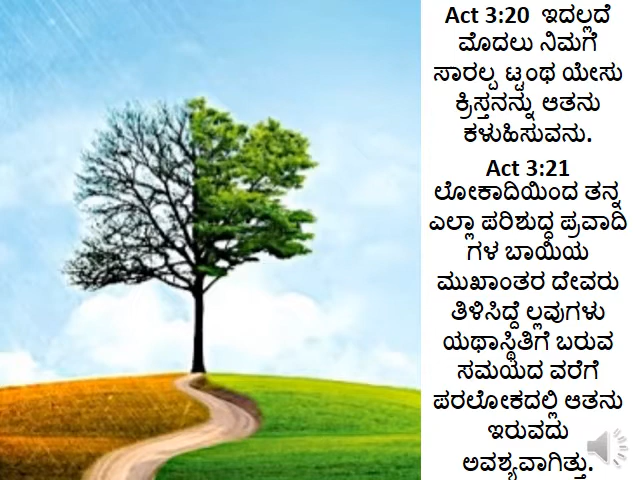 Act 3:20 ಇದಲ್ಲದೆ
ಮೊದಲು ನಿಮಗೆ
ಸಾರಲ್ಪ ಟ್ಟಂಥ ಯೇಸು
ಕ್ರಿಸ್ತನನ್ನು ಆತನು
ಕಳುಹಿಸುವನು.
Act 3:21
ಲೋಕಾದಿಯಿಂದ ತನ್ನ
ಎಲ್ಲಾ ಪರಿಶುದ್ಧ ಪ್ರವಾದಿ
ಗಳ ಬಾಯಿಯ
ಮುಖಾಂತರ ದೇವರು
ತಿಳಿಸಿದ್ದೆ ಲ್ಲವುಗಳು
ಯಥಾಸ್ಥಿತಿಗೆ ಬರುವ
ಸಮಯದ ವರೆಗೆ
ಪರಲೋಕದಲ್ಲಿ ಆತನು
ಇರುವದು
ಅವಶ್ಯವಾಗಿತ್ತು.